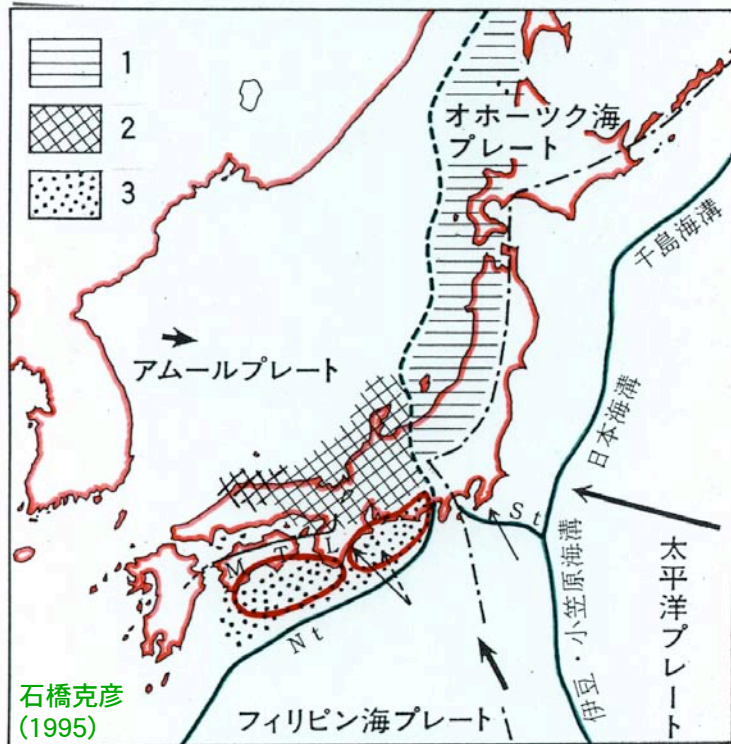 1
2
3
オホーツク海
プレート
千島海溝
アムールプレート
日本海溝
St
太平洋プレート
MTL
Nt
伊豆・小笠原海溝
フィリピン海プレート
石橋克彦
(1995)